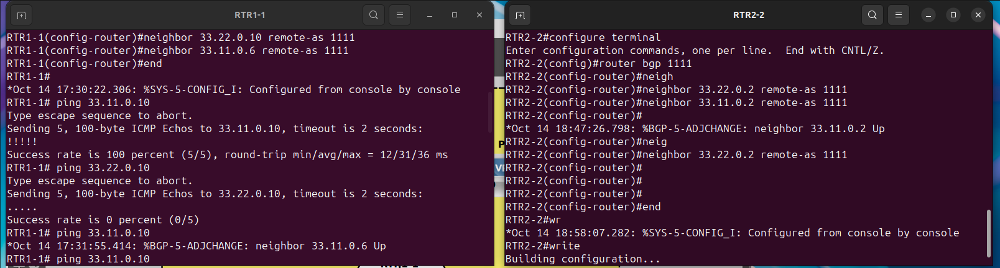 RTR1-1
RTR1-1(config-router)#neighbor 33.22.0.10 remote-as 1111
RTR1-1(config-router)#neighbor 33.11.0.6 remote-as 1111
RTR1-1(config-router)#end
RTR1-1#
*Oct 14 17:30:22.306: %SYS-5-CONFIG_I: Configured from console by console
RTR1-1# ping 33.11.0.10
Type escape sequence to abort.
Sending 5, 100-byte ICMP Echos to 33.11.0.10, timeout is 2 seconds:
!!!!!
Success rate is 100 percent (5/5), round-trip min/avg/max = 12/31/36 ms
RTR1-1# ping 33.22.0.10
Type escape sequence to abort.
Sending 5, 100-byte ICMP Echos to 33.22.0.10, timeout is 2 seconds:
.....
Success rate is 0 percent (0/5)
RTR1-1# ping 33.11.0.10
*Oct 14 17:31:55.414: %BGP-5-ADJCHANGE: neighbor 33.11.0.6 Up
RTR1-1# ping 33.11.0.10
RTR2-2
RTR2-2#configure terminal
Enter configuration commands, one per line.  End with CNTL/Z.
RTR2-2(config)#router bgp 1111
RTR2-2(config-router)#neigh
RTR2-2(config-router)#neighbor 33.22.0.2 remote-as 1111
RTR2-2(config-router)#neighbor 33.11.0.2 remote-as 1111
RTR2-2(config-router)#
*Oct 14 18:47:26.798: %BGP-5-ADJCHANGE: neighbor 33.11.0.2 Up
RTR2-2(config-router)#neig
RTR2-2(config-router)#neighbor 33.22.0.2 remote-as 1111
RTR2-2(config-router)#
RTR2-2(config-router)#
RTR2-2(config-router)#
RTR2-2(config-router)#end
RTR2-2#wr
*Oct 14 18:58:07.282: %SYS-5-CONFIG_I: Configured from console by console
RTR2-2#write
Building configuration...